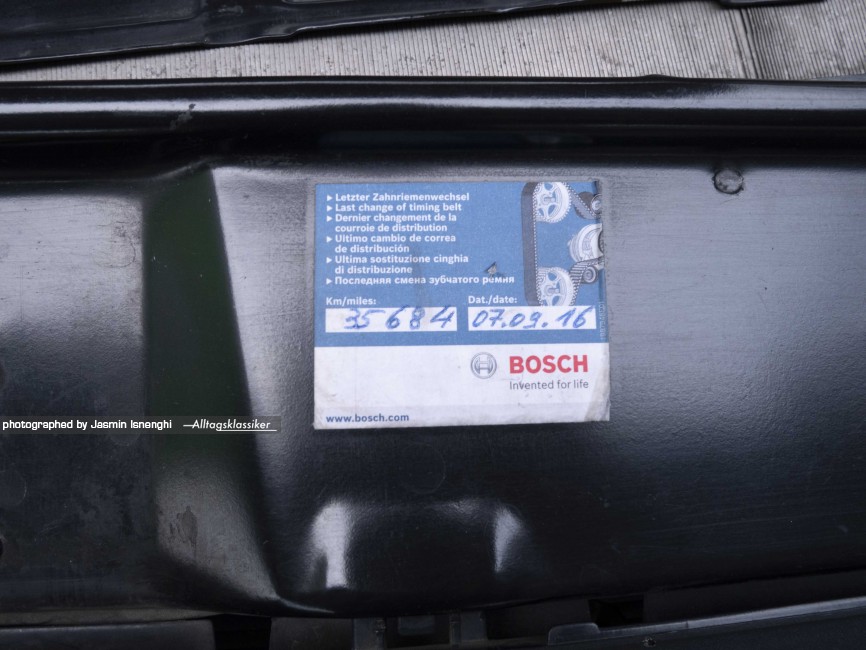 ▸ Letzter Zahnriemenwechsel
▸ Last change of timing belt
▸ Dernier changement de la
courroie de distribution
▸ Ultimo cambio de correa
de distribución
▸ Ultima sostituzione cinghia
di distribuzione
▸ Последняя смена зубчатого ремня
Km/miles: Dat./date:
35684 07.09.16
BOSCH
Invented for life
www.bosch.com
photographed by Jasmin Isnenghi —Alltagsklassiker